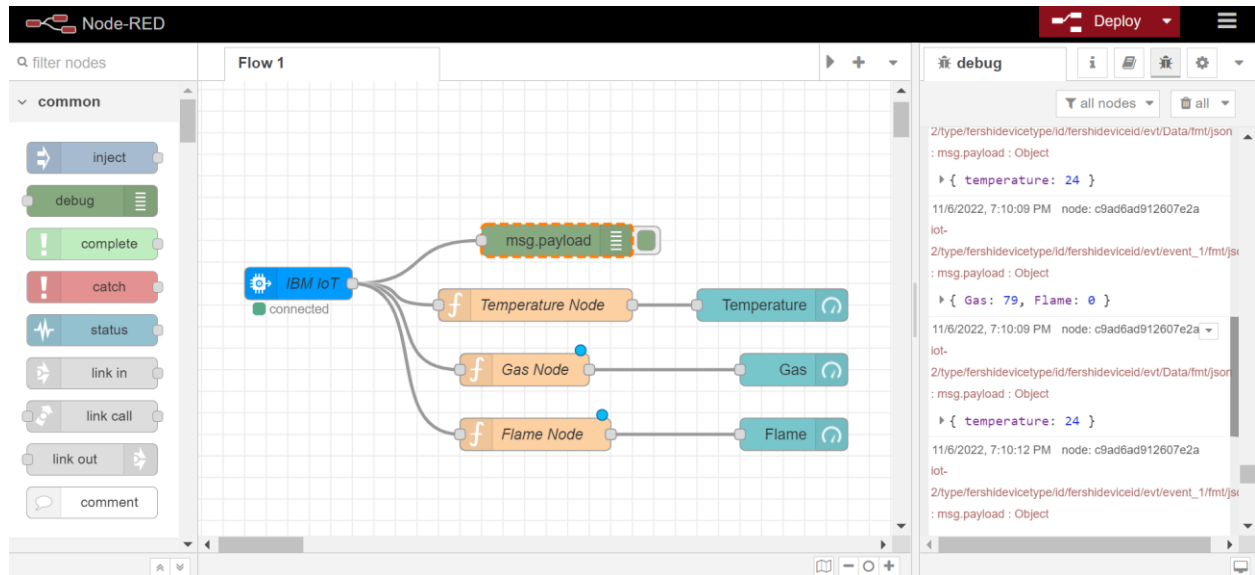 Node-RED
Deploy
filter nodes
common
inject
debug
complete
catch
status
link in
link call
link out
comment
Flow 1
IBM IoT
connected
msg.payload
Temperature Node
Temperature
Gas Node
Gas
Flame Node
Flame
debug
all nodes
all
2/type/fershidevicetype/id/fershideviceid/evt/Data/fmt/json
: msg.payload : Object
{ temperature: 24 }
11/6/2022, 7:10:09 PM node: c9ad6ad912607e2a
iot-
2/type/fershidevicetype/id/fershideviceid/evt/event_1/fmt/js
: msg.payload : Object
{ Gas: 79, Flame: 0 }
11/6/2022, 7:10:09 PM node: c9ad6ad912607e2a
iot-
2/type/fershidevicetype/id/fershideviceid/evt/Data/fmt/json
: msg.payload : Object
{ temperature: 24 }
11/6/2022, 7:10:12 PM node: c9ad6ad912607e2a
iot-
2/type/fershidevicetype/id/fershideviceid/evt/event_1/fmt/js
: msg.payload : Object